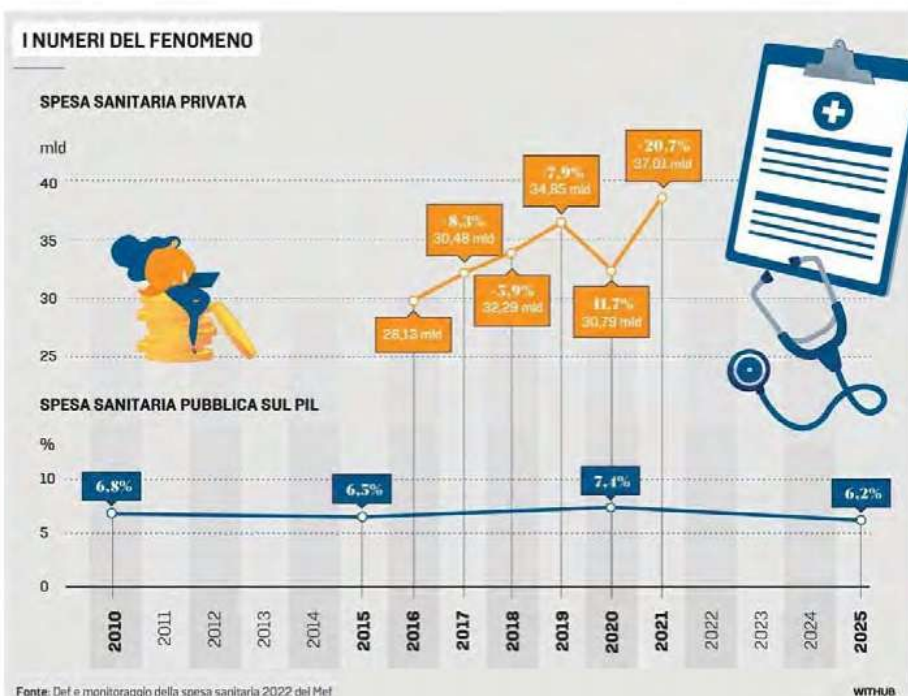 I NUMERI DEL FENOMENO
SPESA SANITARIA PRIVATA
mld
40
35
30
25
28,13 mld
-8,3%
30,48 mld
-5,9%
32,29 mld
-7,9%
34,85 mld
11,7%
30,79 mld
-20,7%
37,01 mld
SPESA SANITARIA PUBBLICA SUL PIL
%
10
5
0
6,8%
6,5%
7,4%
6,2%
2010
2011
2012
2013
2014
2015
2016
2017
2018
2019
2020
2021
2022
2023
2024
2025
Fonte: Def e monitoraggio della spesa sanitaria 2022 del Mef
WITHUB